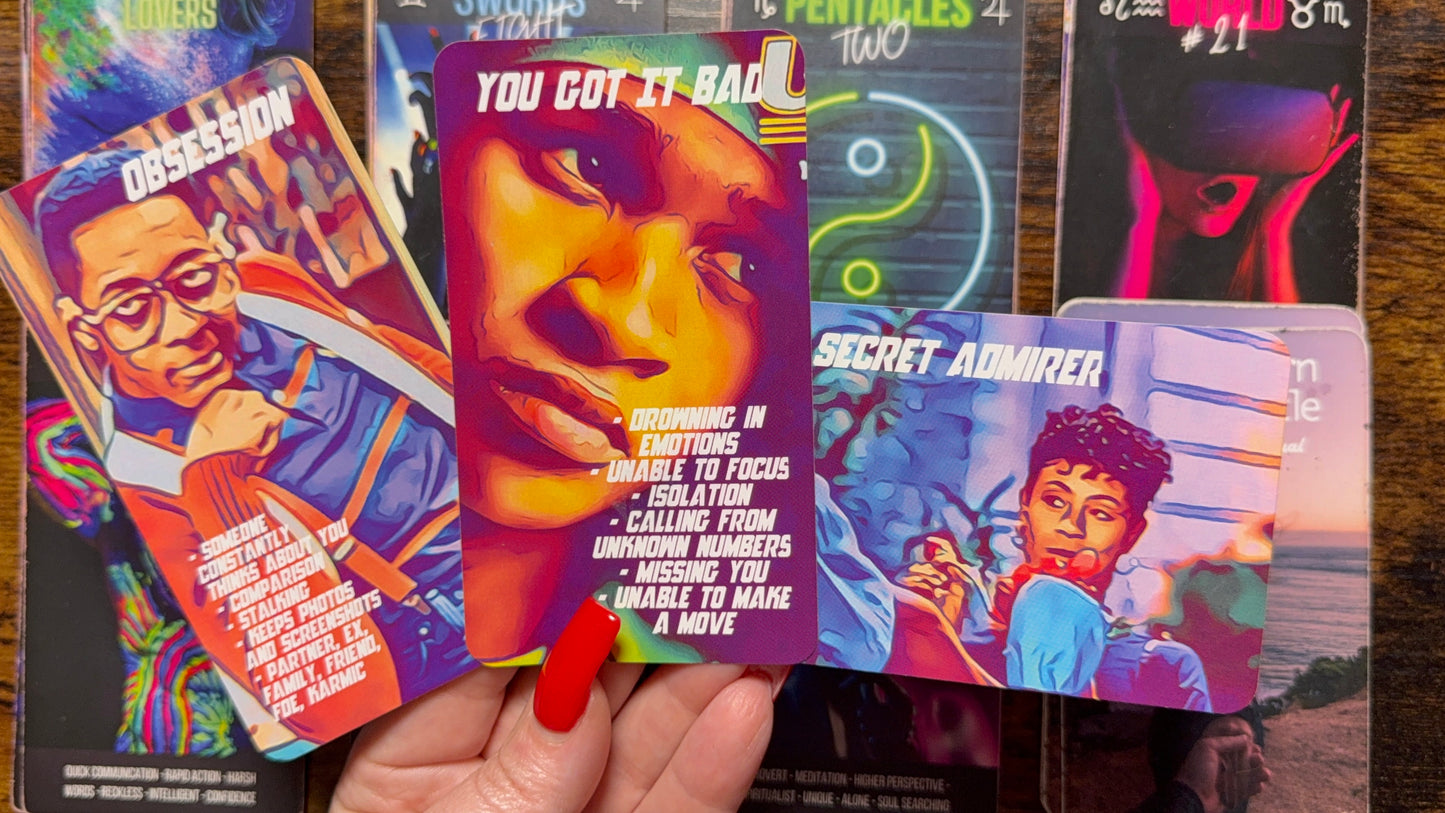 LOVERS
SWORDS
EIGHT
PENTACLES
TWO
WORLD
# 21
OBSESSION
- SOMEONE
CONSTANTLY
THINKS ABOUT YOU
- COMPARISON
- STALKING
- KEEPS PHOTOS
AND SCREENSHOTS
- PARTNER, EX,
FAMILY, FRIEND,
FOE, KARMIC
YOU GOT IT BAD
U
- DROWNING IN
EMOTIONS
- UNABLE TO FOCUS
- ISOLATION
- CALLING FROM
UNKNOWN NUMBERS
- MISSING YOU
- UNABLE TO MAKE
A MOVE
SECRET ADMIRER
QUICK COMMUNICATION - RAPID ACTION - HARSH
WORDS - RECKLESS - INTELLIGENT - CONFIDENCE
- MEDITATION - HIGHER PERSPECTIVE -
- UNIQUE - ALONE - SOUL SEARCHING